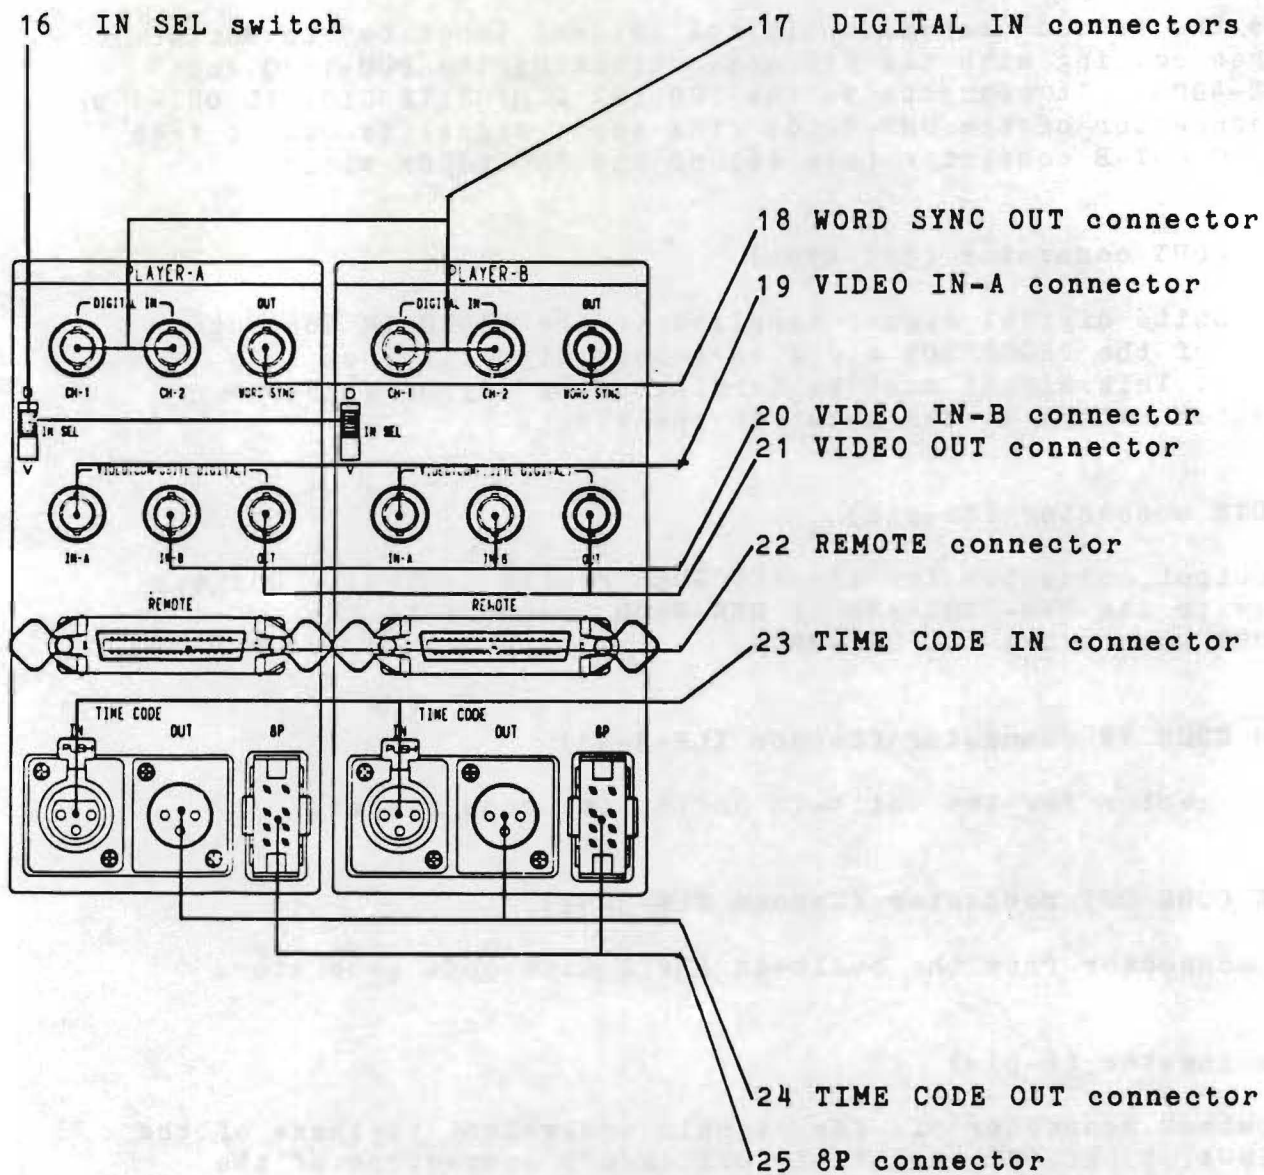 16 IN SEL switch
17 DIGITAL IN connectors
18 WORD SYNC OUT connector
19 VIDEO IN-A connector
20 VIDEO IN-B connector
21 VIDEO OUT connector
22 REMOTE connector
23 TIME CODE IN connector
24 TIME CODE OUT connector
25 8P connector
PLAYER-A
DIGITAL IN
OUT
CH-1
CH-2
WORD SYNC
D
IN SEL
V
IN-A
IN-B
OUT
REMOTE
TIME CODE
IN
OUT
8P
PUSH
PLAYER-B
DIGITAL IN
OUT
CH-1
CH-2
WORD SYNC
D
IN SEL
V
IN-A
IN-B
OUT
REMOTE
TIME CODE
IN
OUT
8P
PUSH